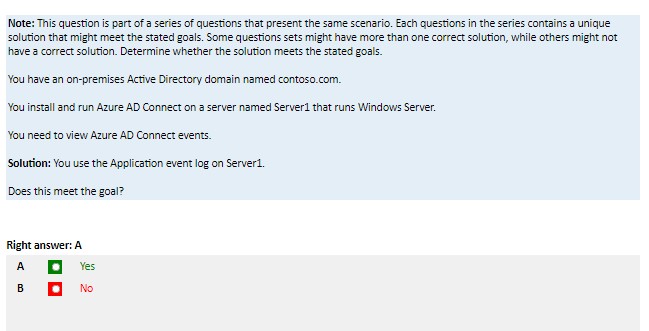 Note: This question is part of a series of questions that present the same scenario. Each questions in the series contains a unique
solution that might meet the stated goals. Some questions sets might have more than one correct solution, while others might not
have a correct solution. Determine whether the solution meets the stated goals.
You have an on-premises Active Directory domain named contoso.com.
You install and run Azure AD Connect on a server named Server1 that runs Windows Server.
You need to view Azure AD Connect events.
Solution: You use the Application event log on Server1.
Does this meet the goal?
Right answer: A
A Yes
B No